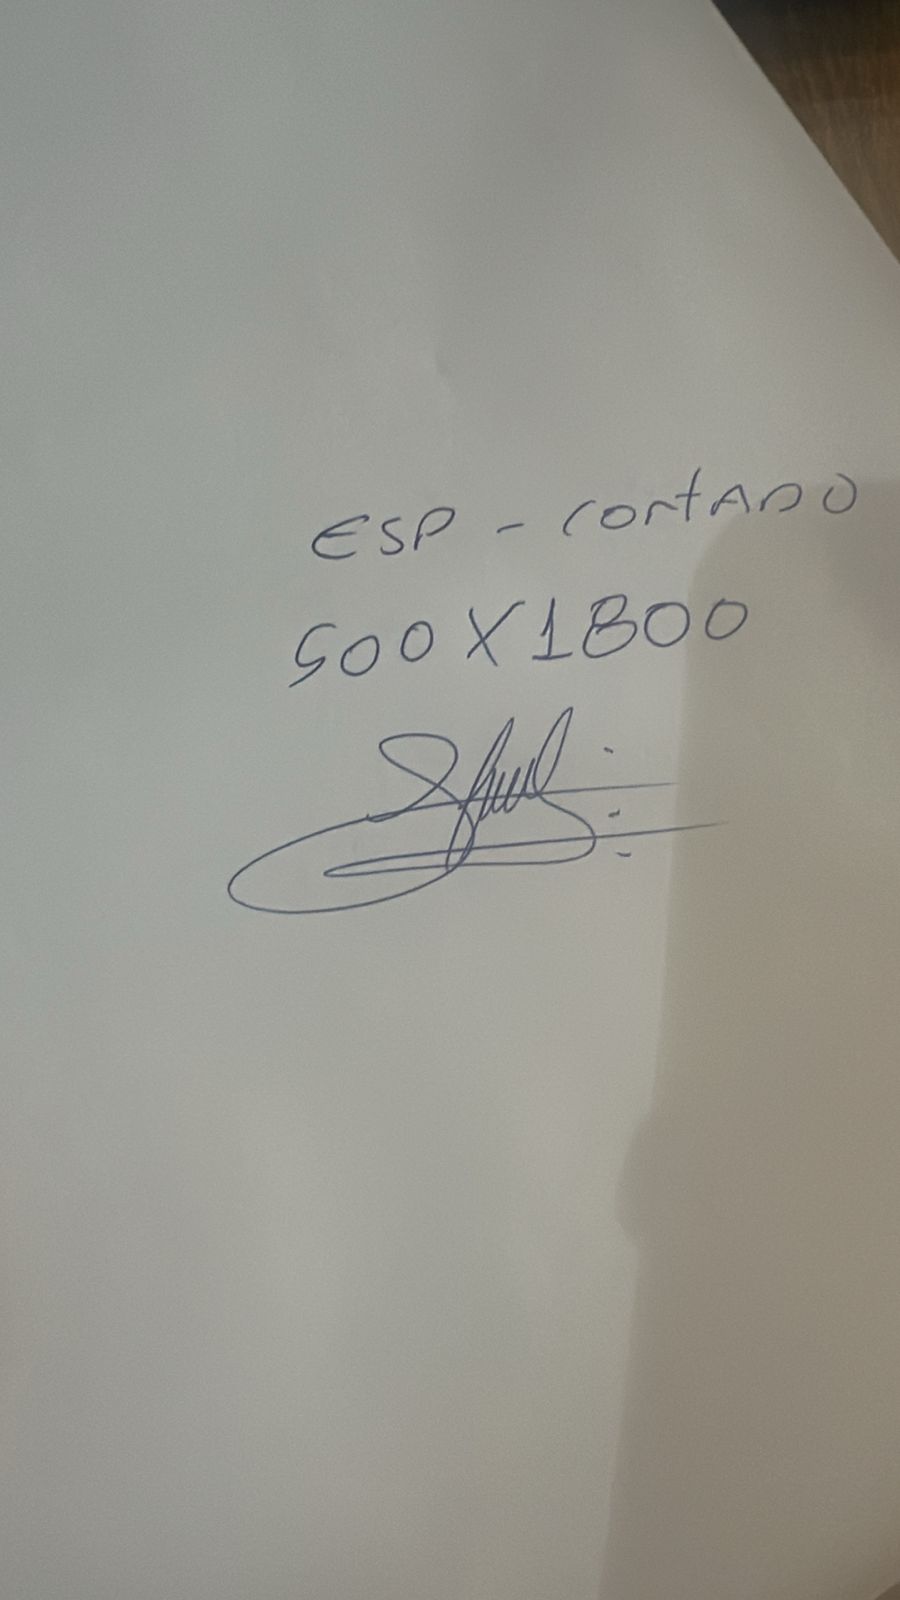 ESP - CORTADO
500X1800